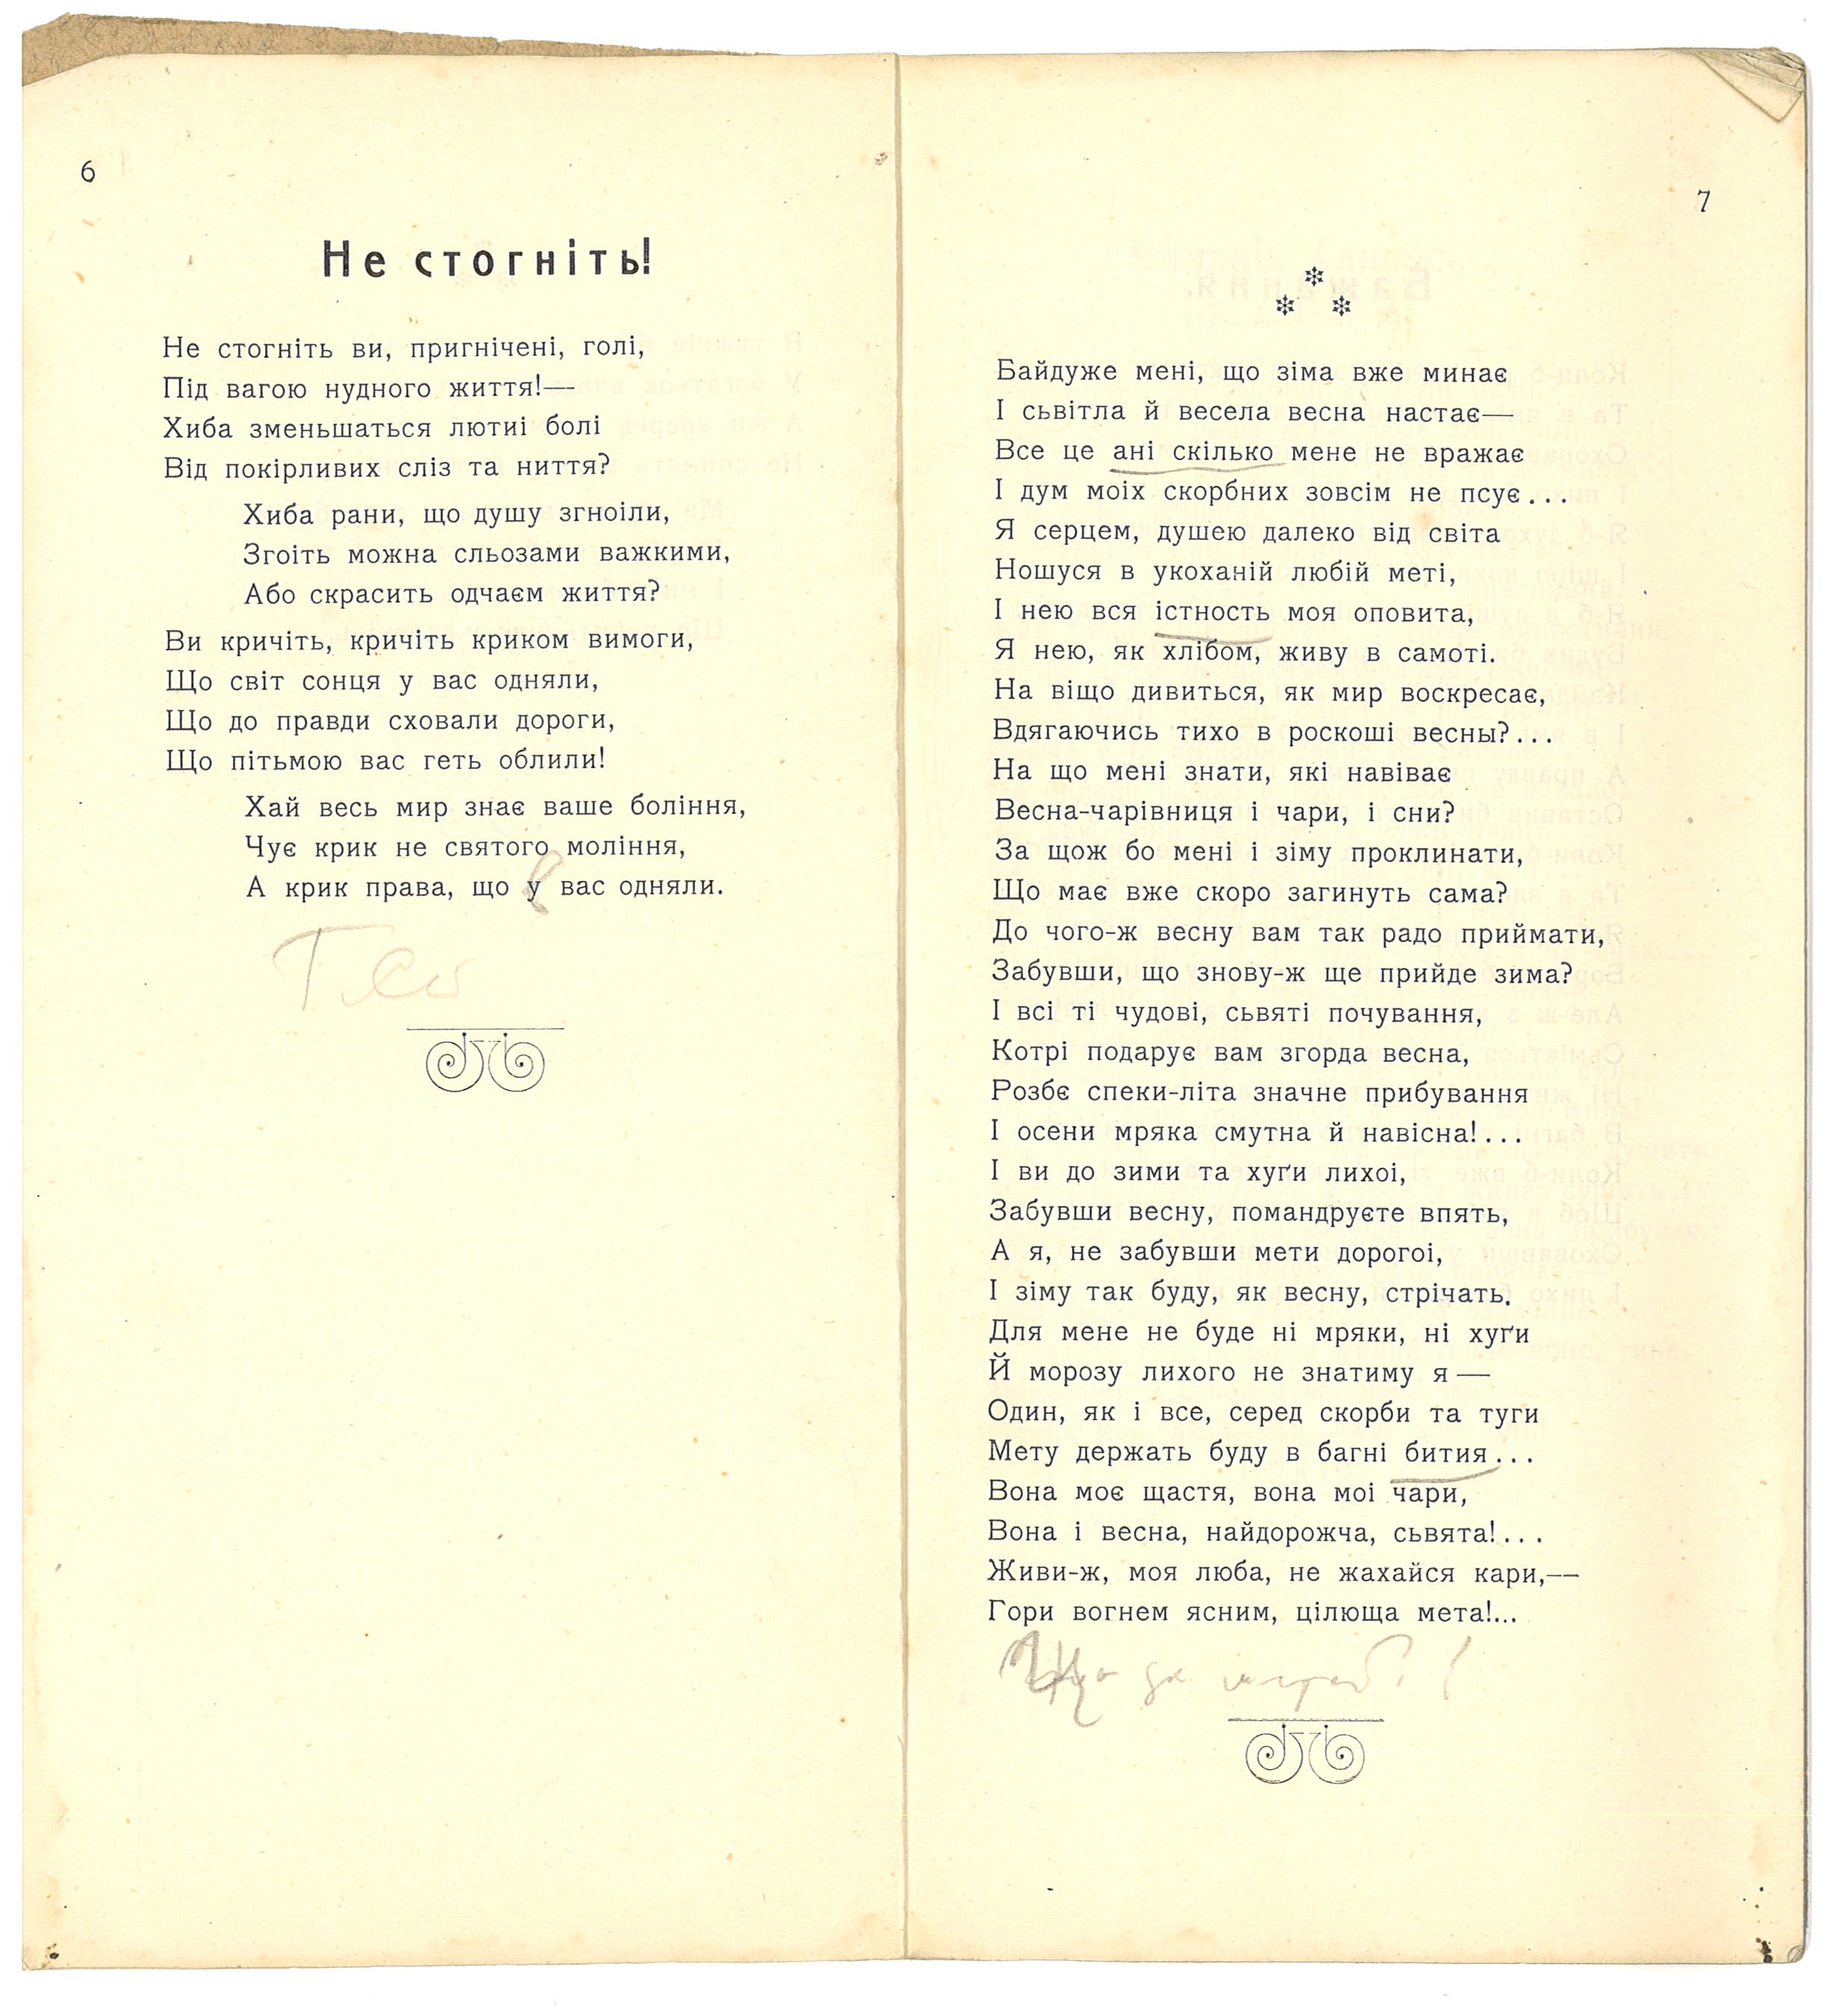 6
Не стогніть!
Не стогніть ви, пригнічені, голі,
Під вагою нудного життя!—
Хиба зменьшаться лютиі болі
Від покірливих сліз та ниття?
Хиба рани, що душу згноіли,
Згоіть можна сльозами важкими,
Або скрасить одчаєм життя?
Ви кричіть, кричіть криком вимоги,
Що світ сонця у вас одняли,
Що до правди сховали дороги,
Що пітьмою вас геть облили!
Хай весь мир знає ваше боління,
Чує крик не святого моління,
А крик права, що у вас одняли.
7
Байдуже мені, що зіма вже минає
І сьвітла й весела весна настає—
Все це ані скілько мене не вражає
І дум моіх скорбних зовсім не псує...
Я серцем, душею далеко від світа
Ношуся в укоханій любій меті,
І нею вся істность моя оповита,
Я нею, як хлібом, живу в самоті.
На віщо дивиться, як мир воскресає,
Вдягаючись тихо в роскоші весны?...
На що мені знати, які навіває
Весна-чарівниця і чари, і сни?
За щож бо мені і зіму проклинати,
Що має вже скоро загинуть сама?
До чого-ж весну вам так радо приймати,
Забувши, що знову-ж ще прийде зима?
І всі ті чудові, сьвяті почування,
Котрі подарує вам згорда весна,
Розбє спеки-літа значне прибування
І осени мряка смутна й навісна!...
І ви до зими та хуґи лихоі,
Забувши весну, помандруєте впять,
А я, не забувши мети дорогоі,
І зіму так буду, як весну, стрічать.
Для мене не буде ні мряки, ні хуґи
Й морозу лихого не знатиму я —
Один, як і все, серед скорби та туги
Мету держать буду в багні бития...
Вона моє щастя, вона моі чари,
Вона і весна, найдорожча, сьвята!...
Живи-ж, моя люба, не жахайся кари,—
Гори вогнем ясним, цілюща мета!...